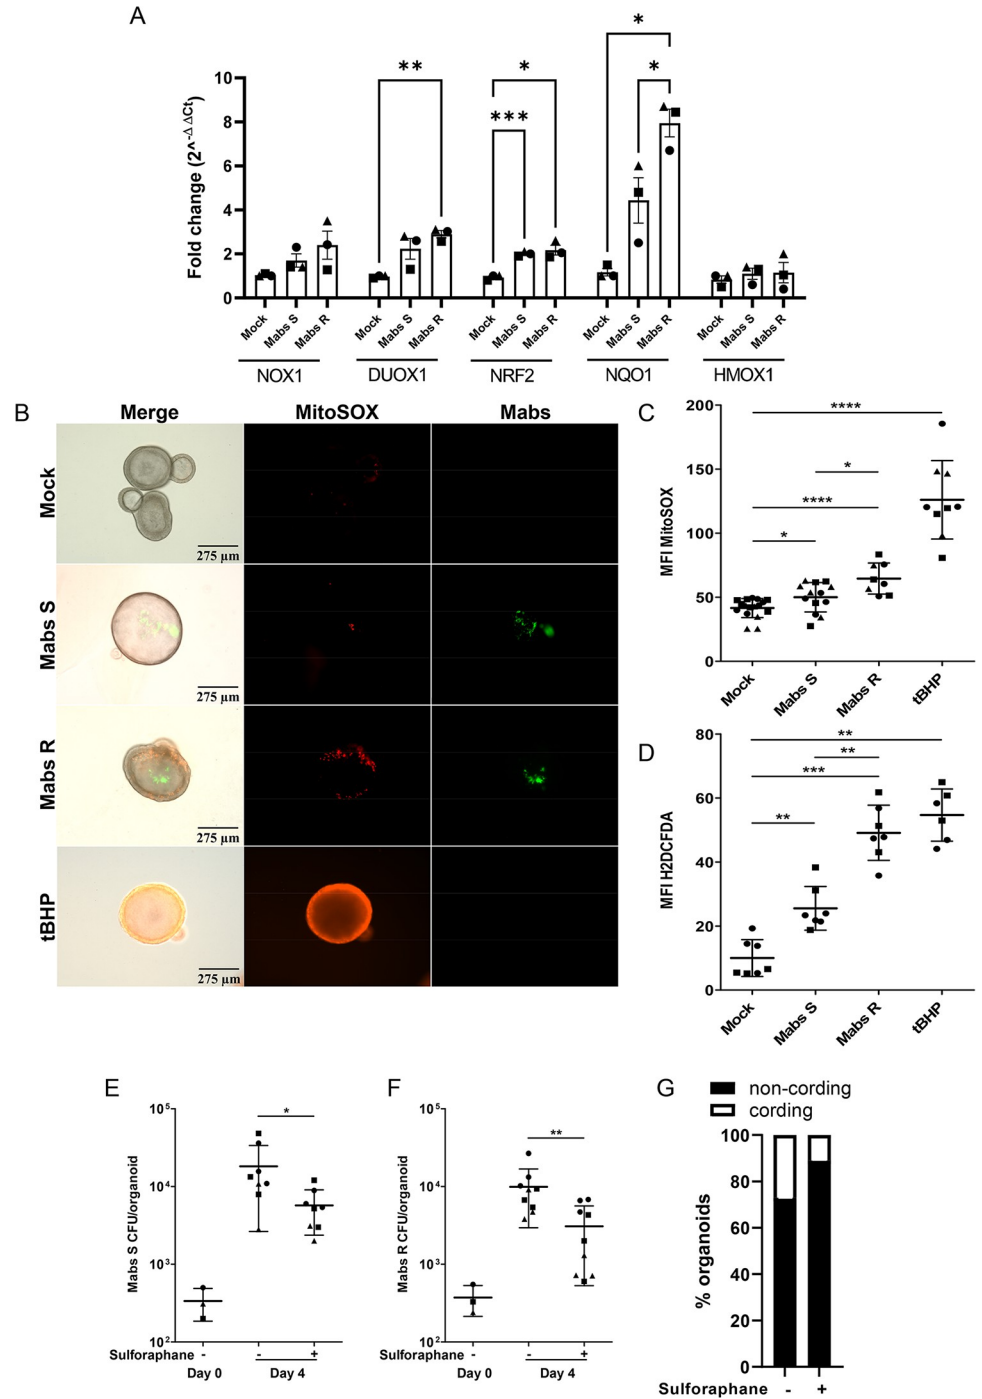 A
Fold change (2^-Δ ΔCt)
10
8
6
4
2
0
**
***
*
*
*
Mock
Mabs S
Mabs R
Mock
Mabs S
Mabs R
Mock
Mabs S
Mabs R
Mock
Mabs S
Mabs R
Mock
Mabs S
Mabs R
NOX1
DUOX1
NRF2
NQO1
HMOX1
B
Merge
MitoSOX
Mabs
Mock
275 µm
Mabs S
275 µm
Mabs R
275 µm
tBHP
275 µm
C
MFI MitoSOX
200
150
100
50
0
****
*
****
*
Mock
Mabs S
Mabs R
tBHP
D
MFI H2DCFDA
80
60
40
20
0
**
**
***
**
Mock
Mabs S
Mabs R
tBHP
E
Mabs S CFU/organoid
10^5
10^4
10^3
10^2
*
Sulforaphane - - +
Day 0 Day 4
F
Mabs R CFU/organoid
10^5
10^4
10^3
10^2
**
Sulforaphane - - +
Day 0 Day 4
G
non-cording
cording
% organoids
100
80
60
40
20
0
Sulforaphane - +